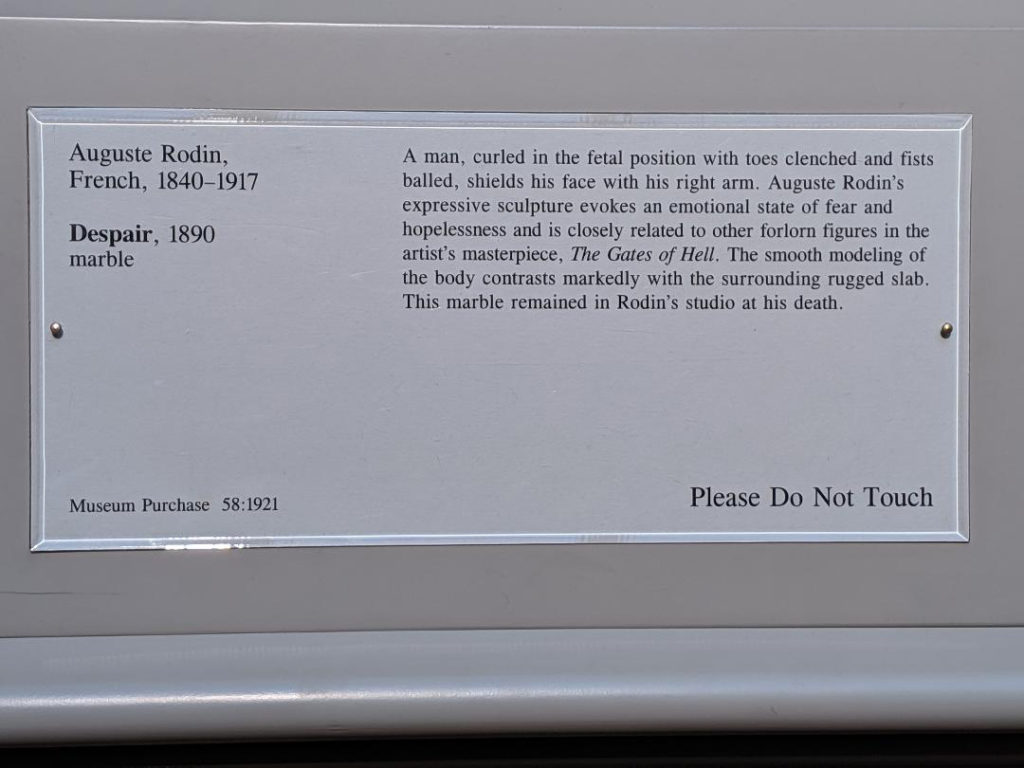 Auguste Rodin,
French, 1840–1917
Despair, 1890
marble
A man, curled in the fetal position with toes clenched and fists
balled, shields his face with his right arm. Auguste Rodin's
expressive sculpture evokes an emotional state of fear and
hopelessness and is closely related to other forlorn figures in the
artist's masterpiece, The Gates of Hell. The smooth modeling of
the body contrasts markedly with the surrounding rugged slab.
This marble remained in Rodin's studio at his death.
Museum Purchase 58:1921
Please Do Not Touch